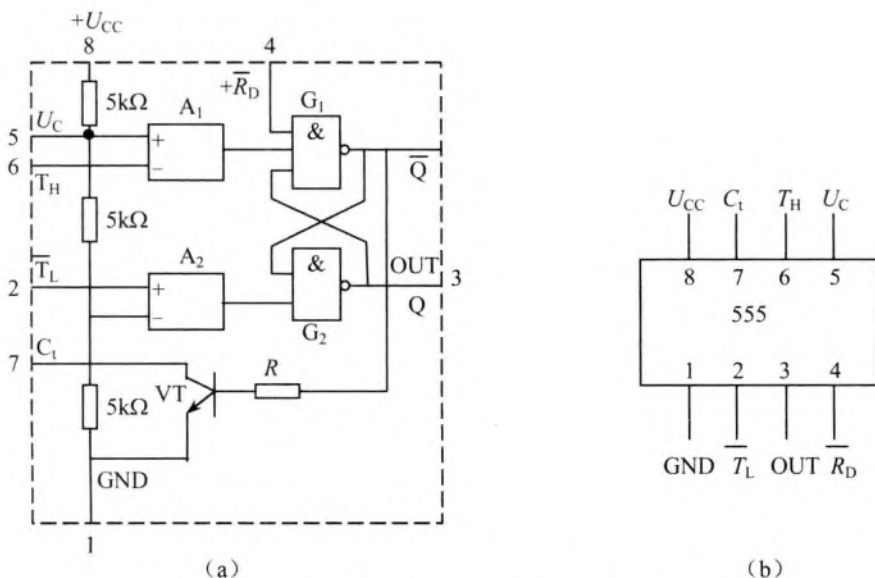 +U_CC
8
4
+R̅_D
5kΩ
A₁
G₁
&
5
U_C
+
6
−
T_H
Q̅
5kΩ
T̅_L
A₂
&
OUT
2
+
3
−
Q
G₂
7
C_t
R
VT
5kΩ
GND
1
(a)
U_CC C_t T_H U_C
8 7 6 5
555
1 2 3 4
GND T̅_L OUT R̅_D
(b)